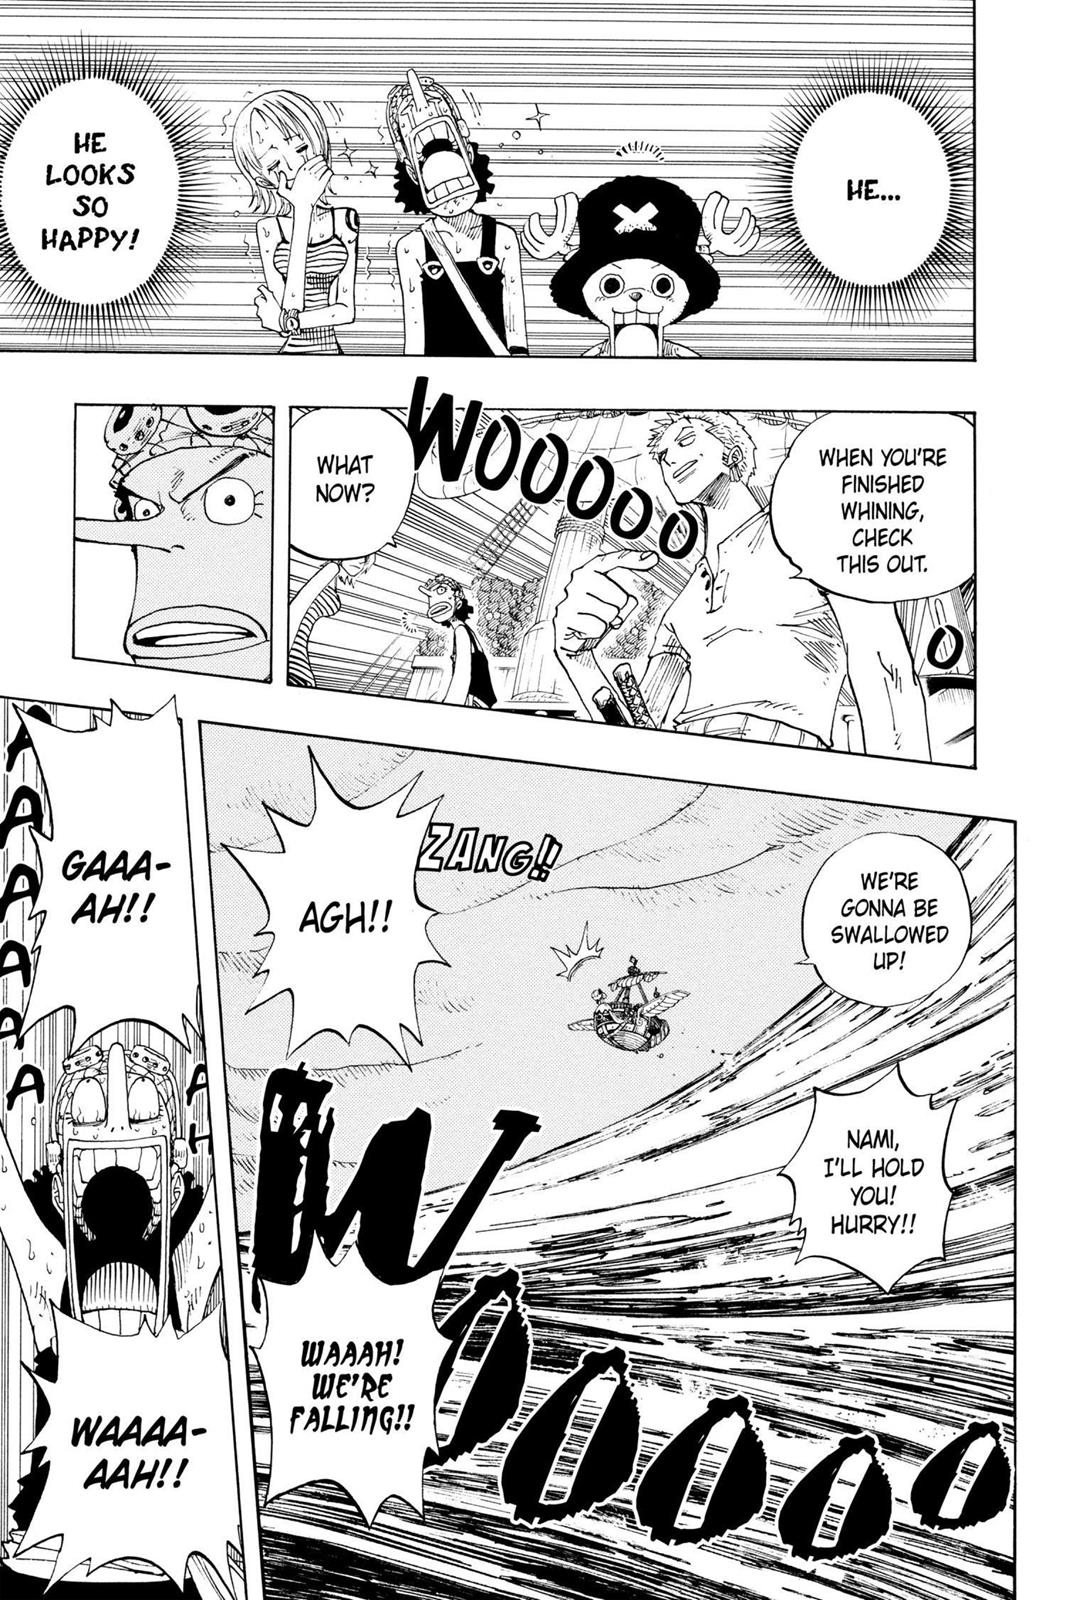 HE...
HE
LOOKS
SO
HAPPY!
WHEN YOU'RE
FINISHED
WHINING,
CHECK
THIS OUT.
WOOOOO
O
WHAT
NOW?
WE'RE
GONNA BE
SWALLOWED
UP!
ZANG!!
AGH!!
NAMI,
I'LL HOLD
YOU!
HURRY!!
WAAAH!
WE'RE
FALLING!!
GAAA-
AH!!
AAAAAA
AH
WAAAA-
AAH!!